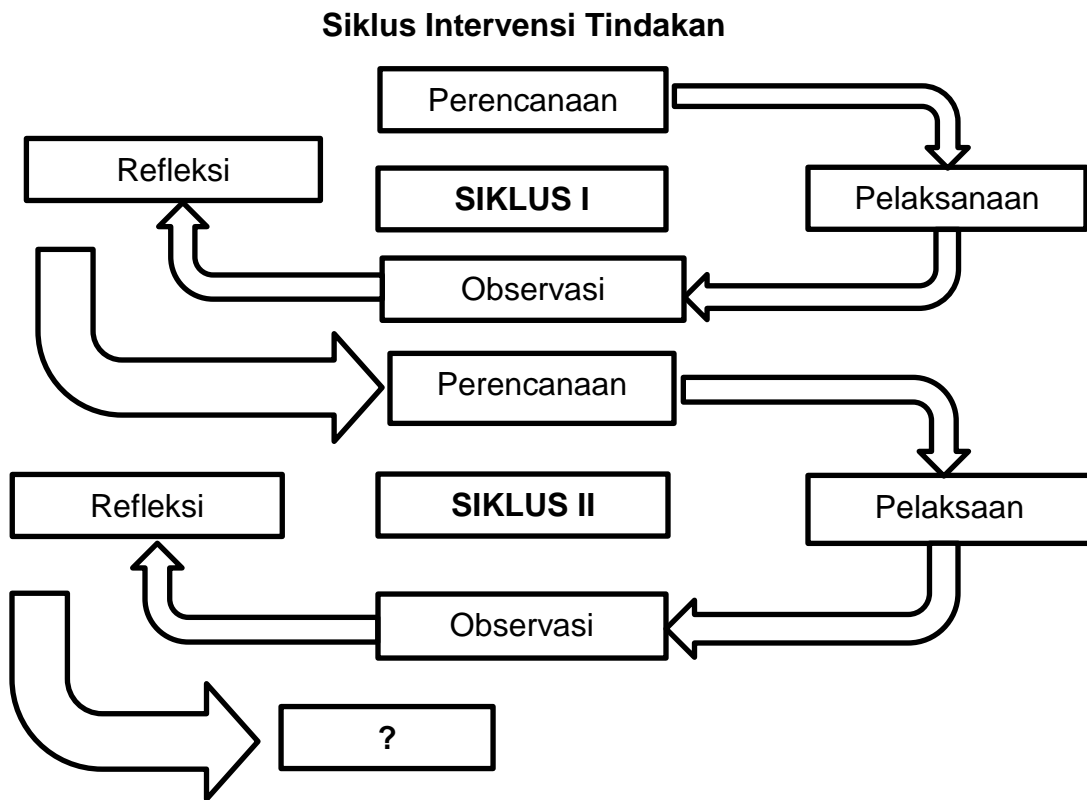 Siklus Intervensi Tindakan
Perencanaan
Refleksi
SIKLUS I
Pelaksanaan
Observasi
Perencanaan
Refleksi
SIKLUS II
Pelaksaan
Observasi
?